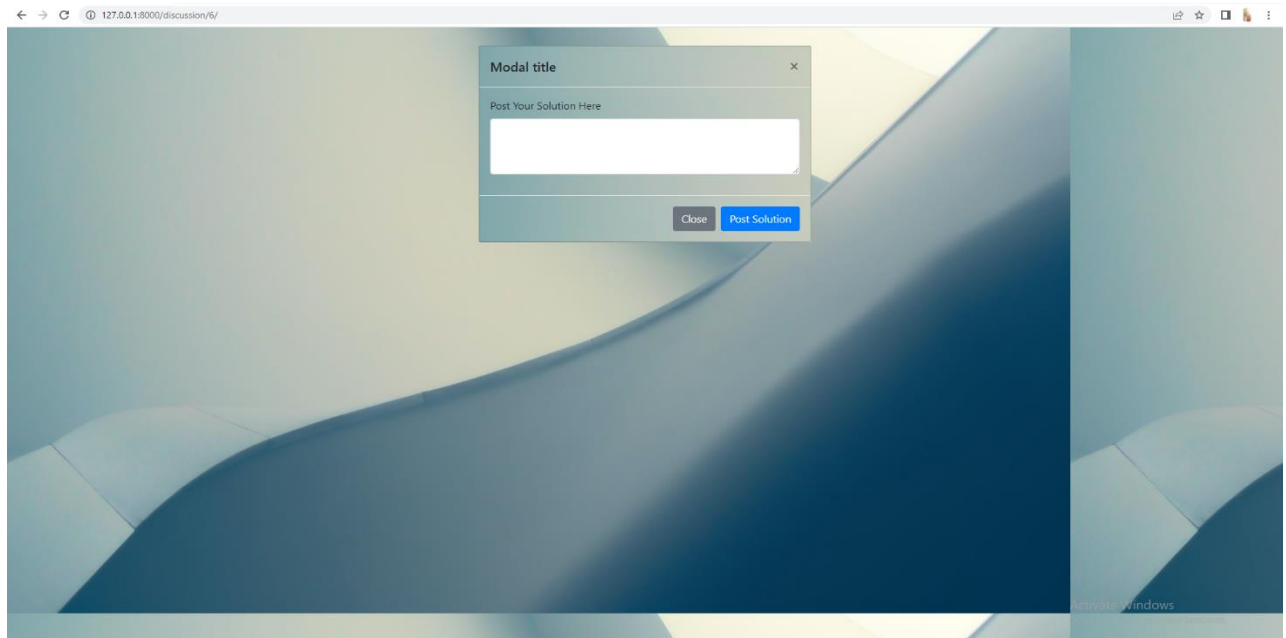 127.0.0.1:8000/discussion/6/
Modal title
Post Your Solution Here
Close
Post Solution
Activate Windows